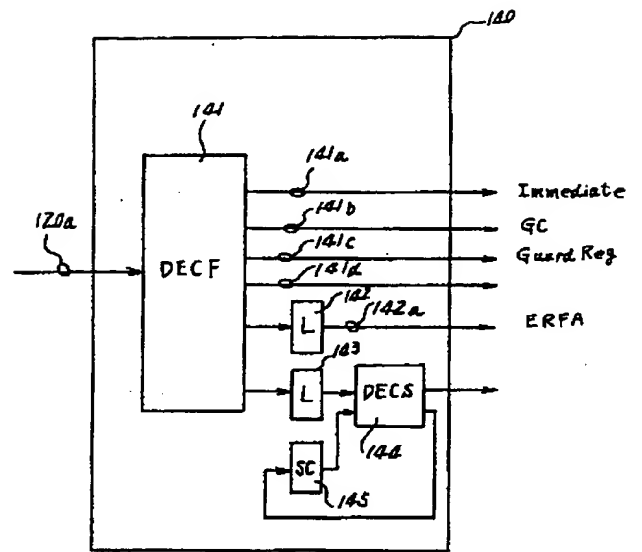 140
141
141a
Immediate
141b
GC
120a
141c
Guard Reg
DECF
141d
142
142a
L
ERFA
143
L
DECS
144
SC
145